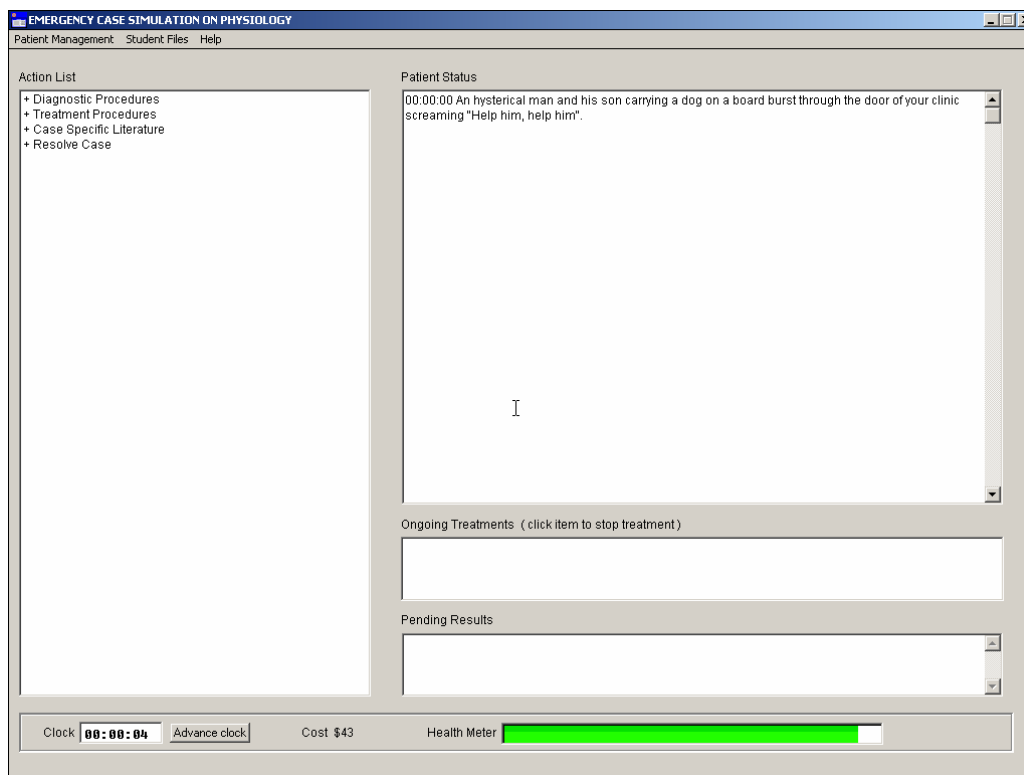 EMERGENCY CASE SIMULATION ON PHYSIOLOGY
Patient Management Student Files Help
Action List
+ Diagnostic Procedures
+ Treatment Procedures
+ Case Specific Literature
+ Resolve Case
Patient Status
00:00:00 An hysterical man and his son carrying a dog on a board burst through the door of your clinic
screaming "Help him, help him".
Ongoing Treatments ( click item to stop treatment )
Pending Results
Clock 00:00:04 Advance clock Cost $43 Health Meter